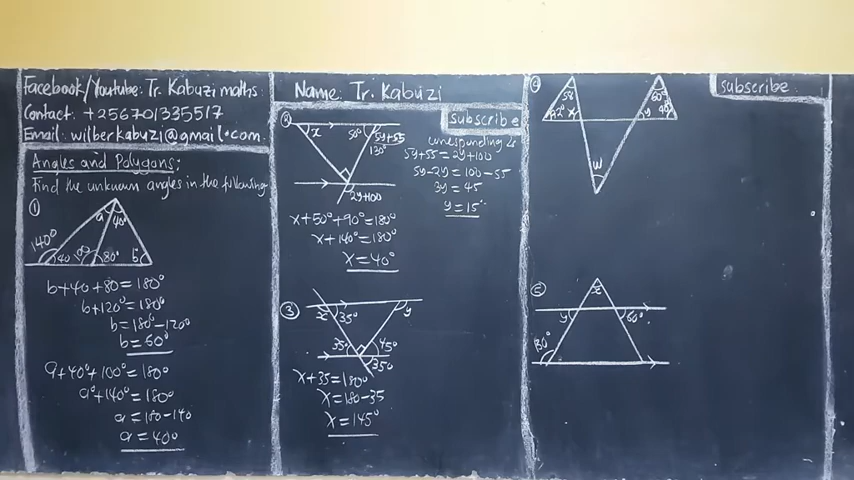 Facebook/Youtube: Tr. Kabuzi maths
Contact: +256701335517
Email: wilberkabuzi@gmail.com
Angles and Polygons:
Find the unknown angles in the following
①
a 40°
140° 40 100 80° b
b+40+80=180°
b+120°=180°
b=180°-120°
b=60°
a+40°+100°=180°
a°+140°=180°
a=180-140
a=40°
Name: Tr. Kabuzi
subscribe
②
x 50° 5y+55
130°
2y+100
corresponding
5y+55=2y+100
5y-2y=100-55
3y=45
y=15°
x+50°+90°=180°
x+140°=180°
x=40°
③
x 35° y
35° 45°
35°
x+35=180°
x=180-35
x=145°
58 60°
x y
w
subscribe
⑤
x
y 60°
130°